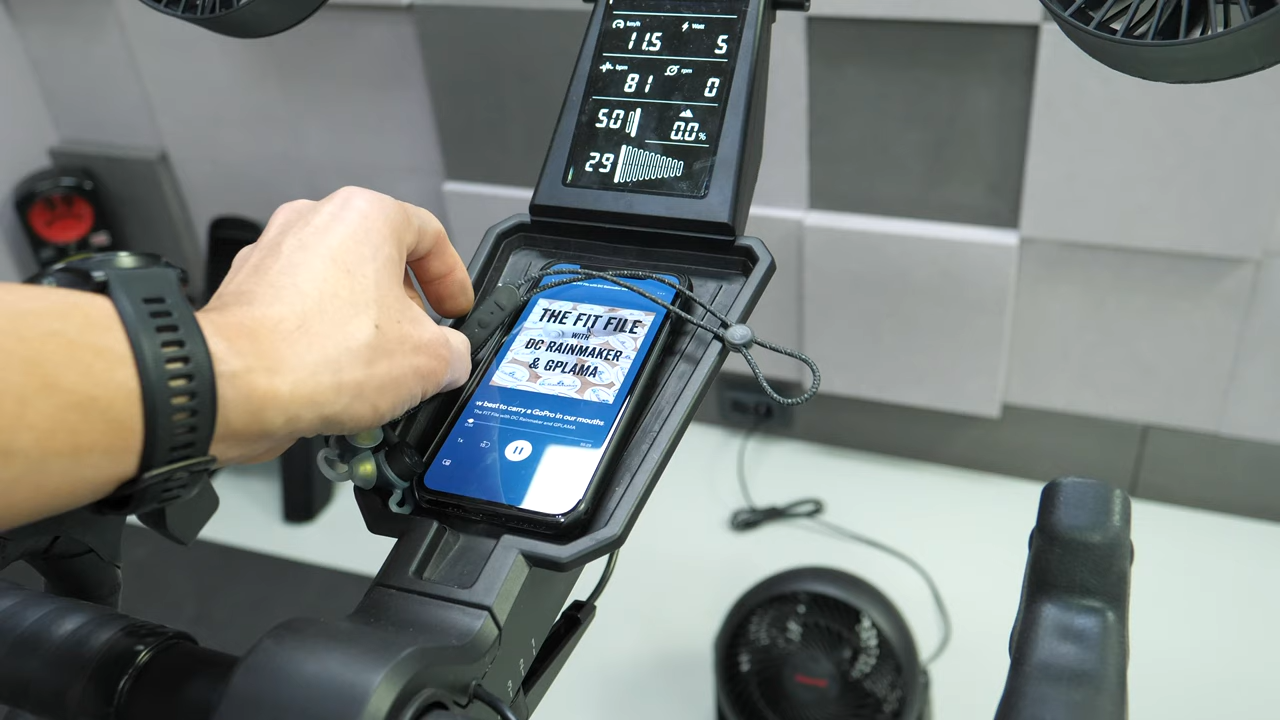 km/h
Watt
11.5
5
bpm
rpm
81
0
50
0.0%
29
THE FIT FILE
WITH
DC RAINMAKER
& GPLAMA
w best to carry a GoPro in our mouths
The FIT File with DC Rainmaker and GPLAMA
1x